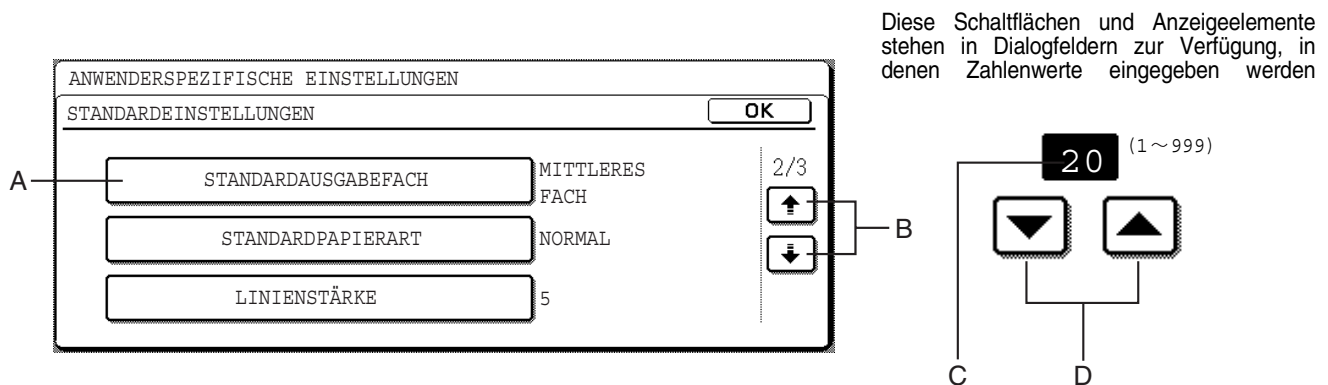 Diese Schaltflächen und Anzeigeelemente
stehen in Dialogfeldern zur Verfügung, in
denen Zahlenwerte eingegeben werden
ANWENDERSPEZIFISCHE EINSTELLUNGEN
STANDARDEINSTELLUNGEN
OK
A
STANDARDAUSGABEFACH
MITTLERES
FACH
2/3
STANDARDPAPIERART
NORMAL
B
LINIENSTÄRKE
5
20
(1~999)
C
D